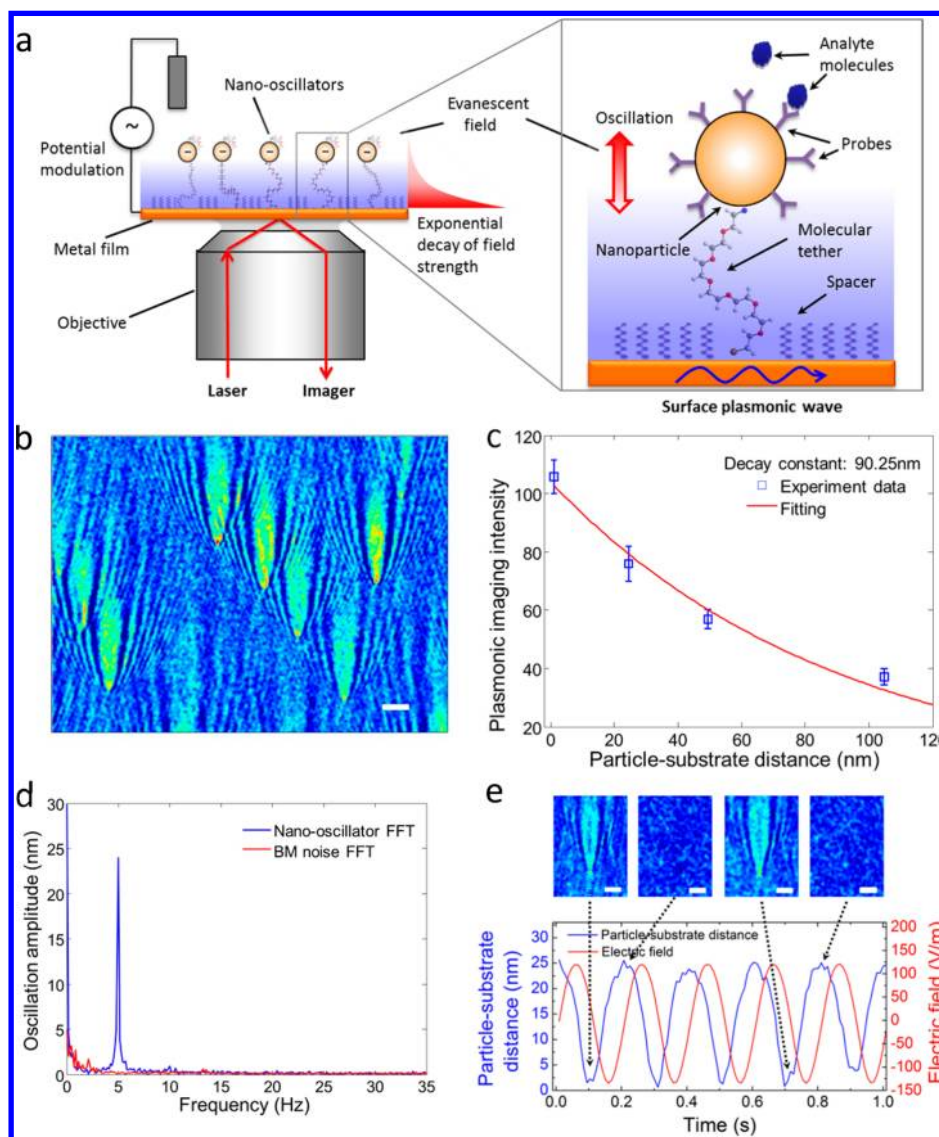 a
Nano-oscillators
Evanescent
field
Potential
modulation
~
Metal film
Exponential
decay of field
strength
Objective
Laser
Imager
Analyte
molecules
Oscillation
Probes
Nanoparticle
Molecular
tether
Spacer
Surface plasmonic wave
b
c
120
100
80
60
40
20
0
20
40
60
80
100
120
Plasmonic imaging intensity
Particle-substrate distance (nm)
Decay constant: 90.25nm
Experiment data
Fitting
d
30
25
20
15
10
5
0
0
5
10
15
20
25
30
35
Oscillation amplitude (nm)
Frequency (Hz)
Nano-oscillator FFT
BM noise FFT
e
Particle-substrate distance
Electric field
Particle-substrate
distance (nm)
30
25
20
15
10
5
0
200
150
100
50
0
-50
-100
-150
Electric field (V/m)
0.0
0.2
0.4
0.6
0.8
1.0
Time (s)